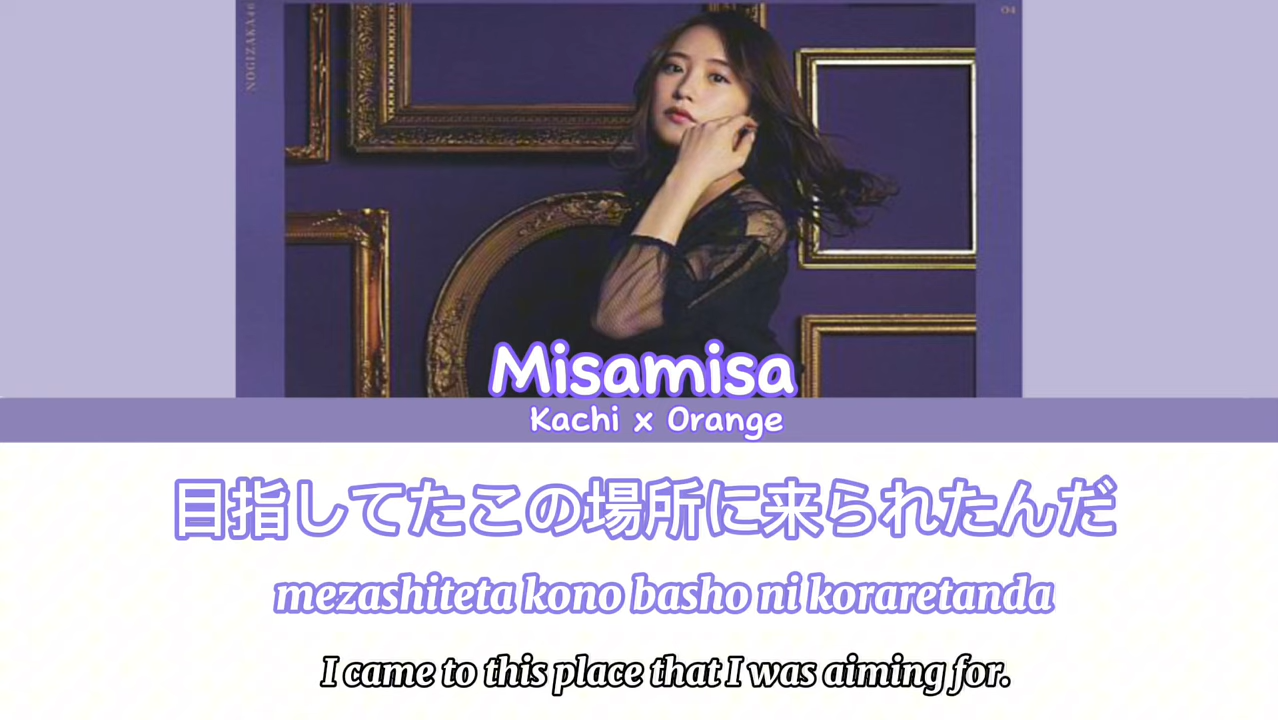 NOGIZAKA46
04
Misamisa
Kachi x Orange
目指してたこの場所に来られたんだ
mezashiteta kono basho ni koraretanda
I came to this place that I was aiming for.